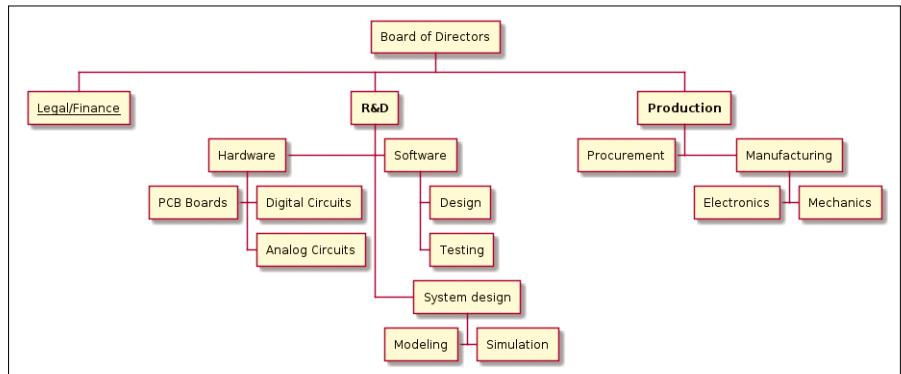 Board of Directors
Legal/Finance
R&D
Production
Hardware
Software
Procurement
Manufacturing
PCB Boards
Digital Circuits
Design
Electronics
Mechanics
Analog Circuits
Testing
System design
Modeling
Simulation